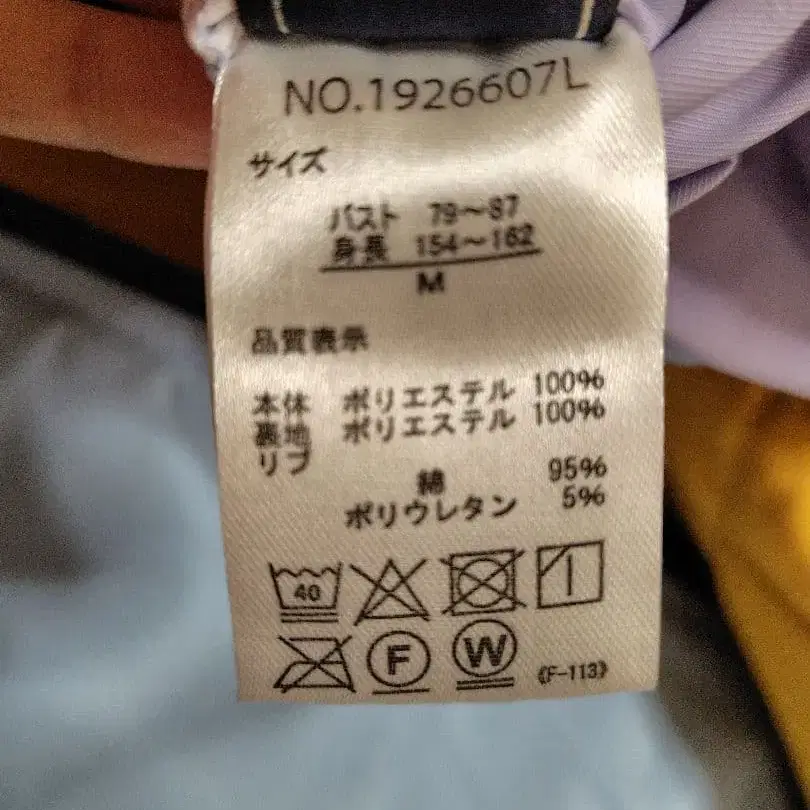 NO.1926607L
サイズ
バスト 79～87
身長 154～162
M
品質表示
本体 ポリエステル 100%
裏地 ポリエステル 100%
リブ
綿 95%
ポリウレタン 5%
40
F W 《F-113》